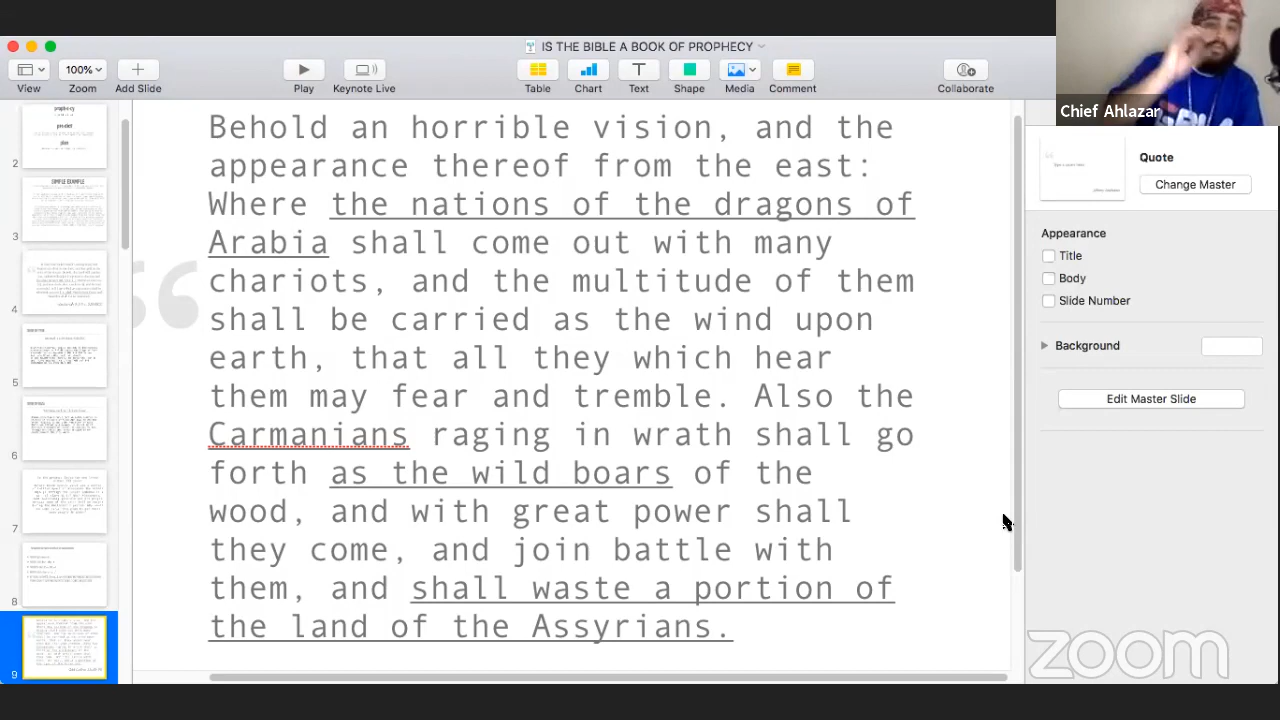 IS THE BIBLE A BOOK OF PROPHECY
100%
View
Zoom
Add Slide
Play
Keynote Live
Table
Chart
Text
Shape
Media
Comment
Collaborate
Chief Ahlazar
Behold an horrible vision, and the
appearance thereof from the east:
Where the nations of the dragons of
Arabia shall come out with many
chariots, and the multitude of them
shall be carried as the wind upon
earth, that all they which hear
them may fear and tremble. Also the
Carmanians raging in wrath shall go
forth as the wild boars of the
wood, and with great power shall
they come, and join battle with
them, and shall waste a portion of
the land of the Assyrians.
2
3
4
5
6
7
8
9
prophecy
predict
SIMPLE EXAMPLE
Quote
Change Master
Appearance
Title
Body
Slide Number
Background
Edit Master Slide
zoom